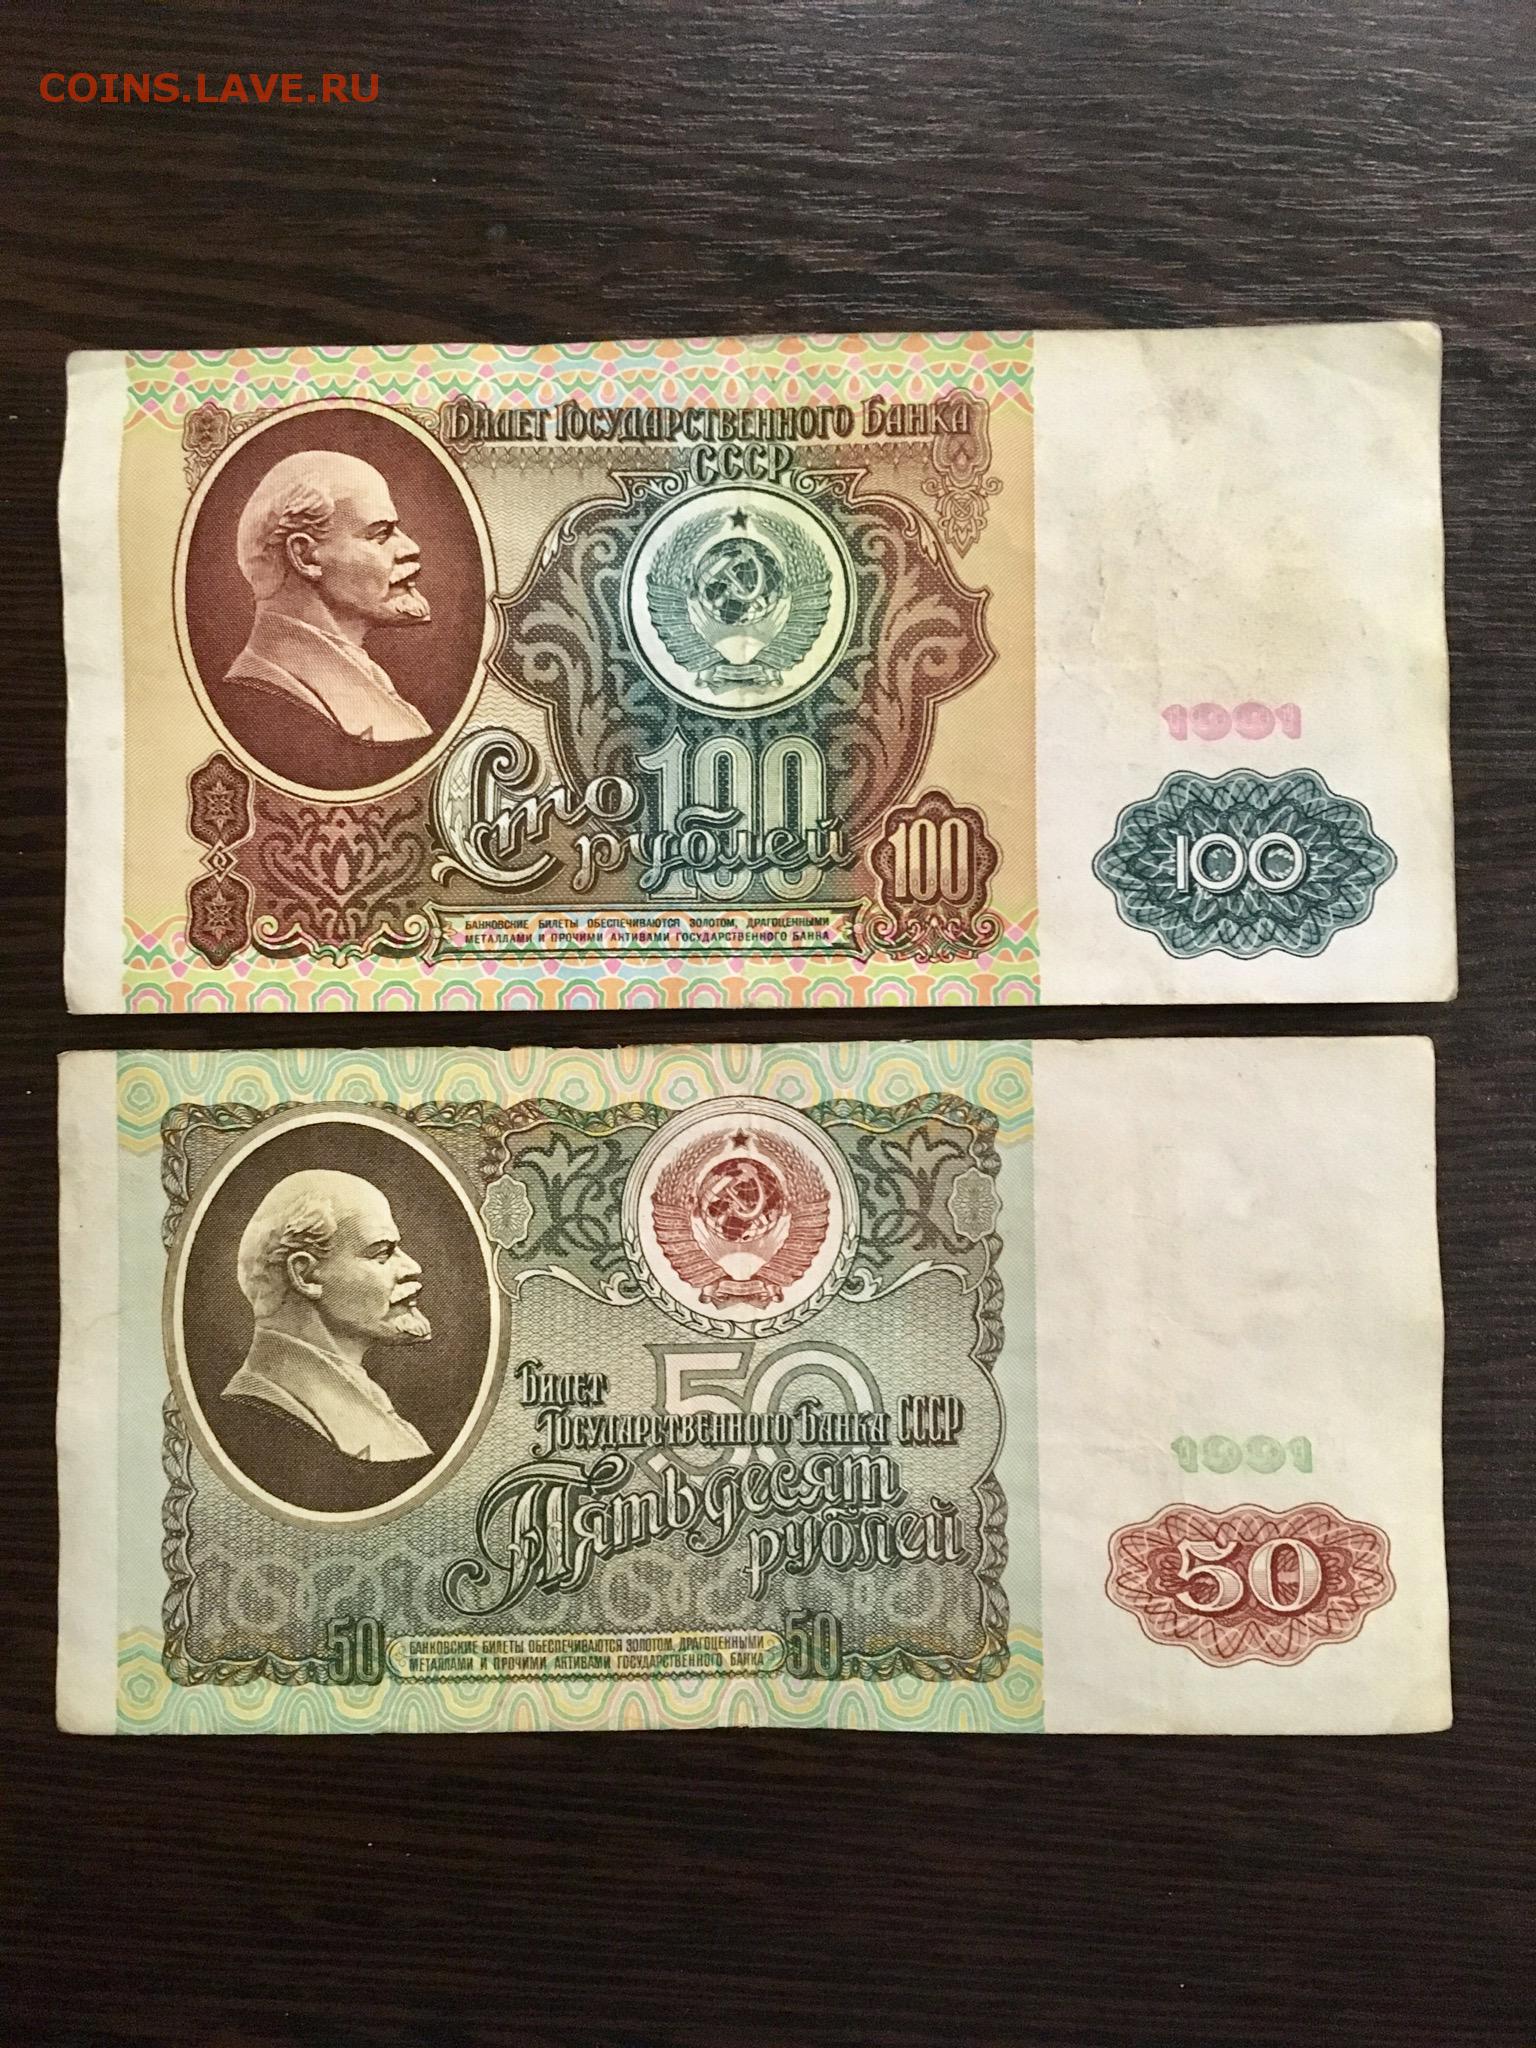 COINS.LAVE.RU
Билет Государственного Банка
СССР
1991
100
Сто
рублей
100
100
БАНКОВСКИЕ БИЛЕТЫ ОБЕСПЕЧИВАЮТСЯ ЗОЛОТОМ, ДРАГОЦЕННЫМИ
МЕТАЛЛАМИ И ПРОЧИМИ АКТИВАМИ ГОСУДАРСТВЕННОГО БАНКА
100
50
Билет
Государственного Банка СССР
1991
Пятьдесят
рублей
50
50
БАНКОВСКИЕ БИЛЕТЫ ОБЕСПЕЧИВАЮТСЯ ЗОЛОТОМ, ДРАГОЦЕННЫМИ
МЕТАЛЛАМИ И ПРОЧИМИ АКТИВАМИ ГОСУДАРСТВЕННОГО БАНКА
50
50